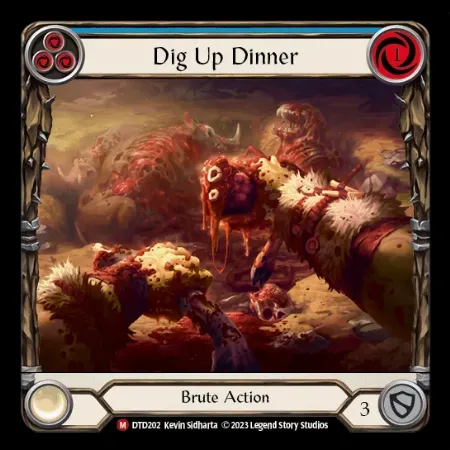 Dig Up Dinner
1
Brute Action
3
M DTD202 Kevin Sidharta © 2023 Legend Story Studios